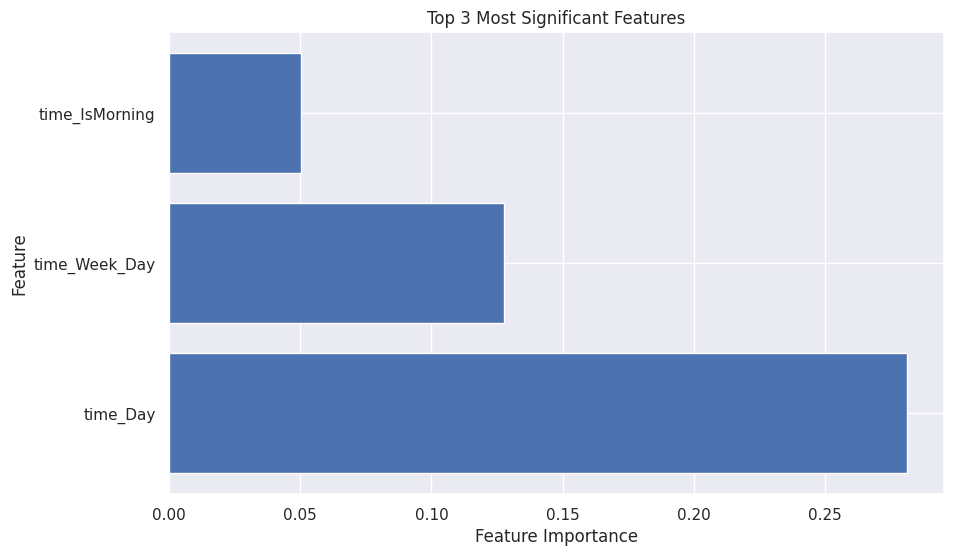 Top 3 Most Significant Features
Feature
time_IsMorning
time_Week_Day
time_Day
0.00 0.05 0.10 0.15 0.20 0.25
Feature Importance